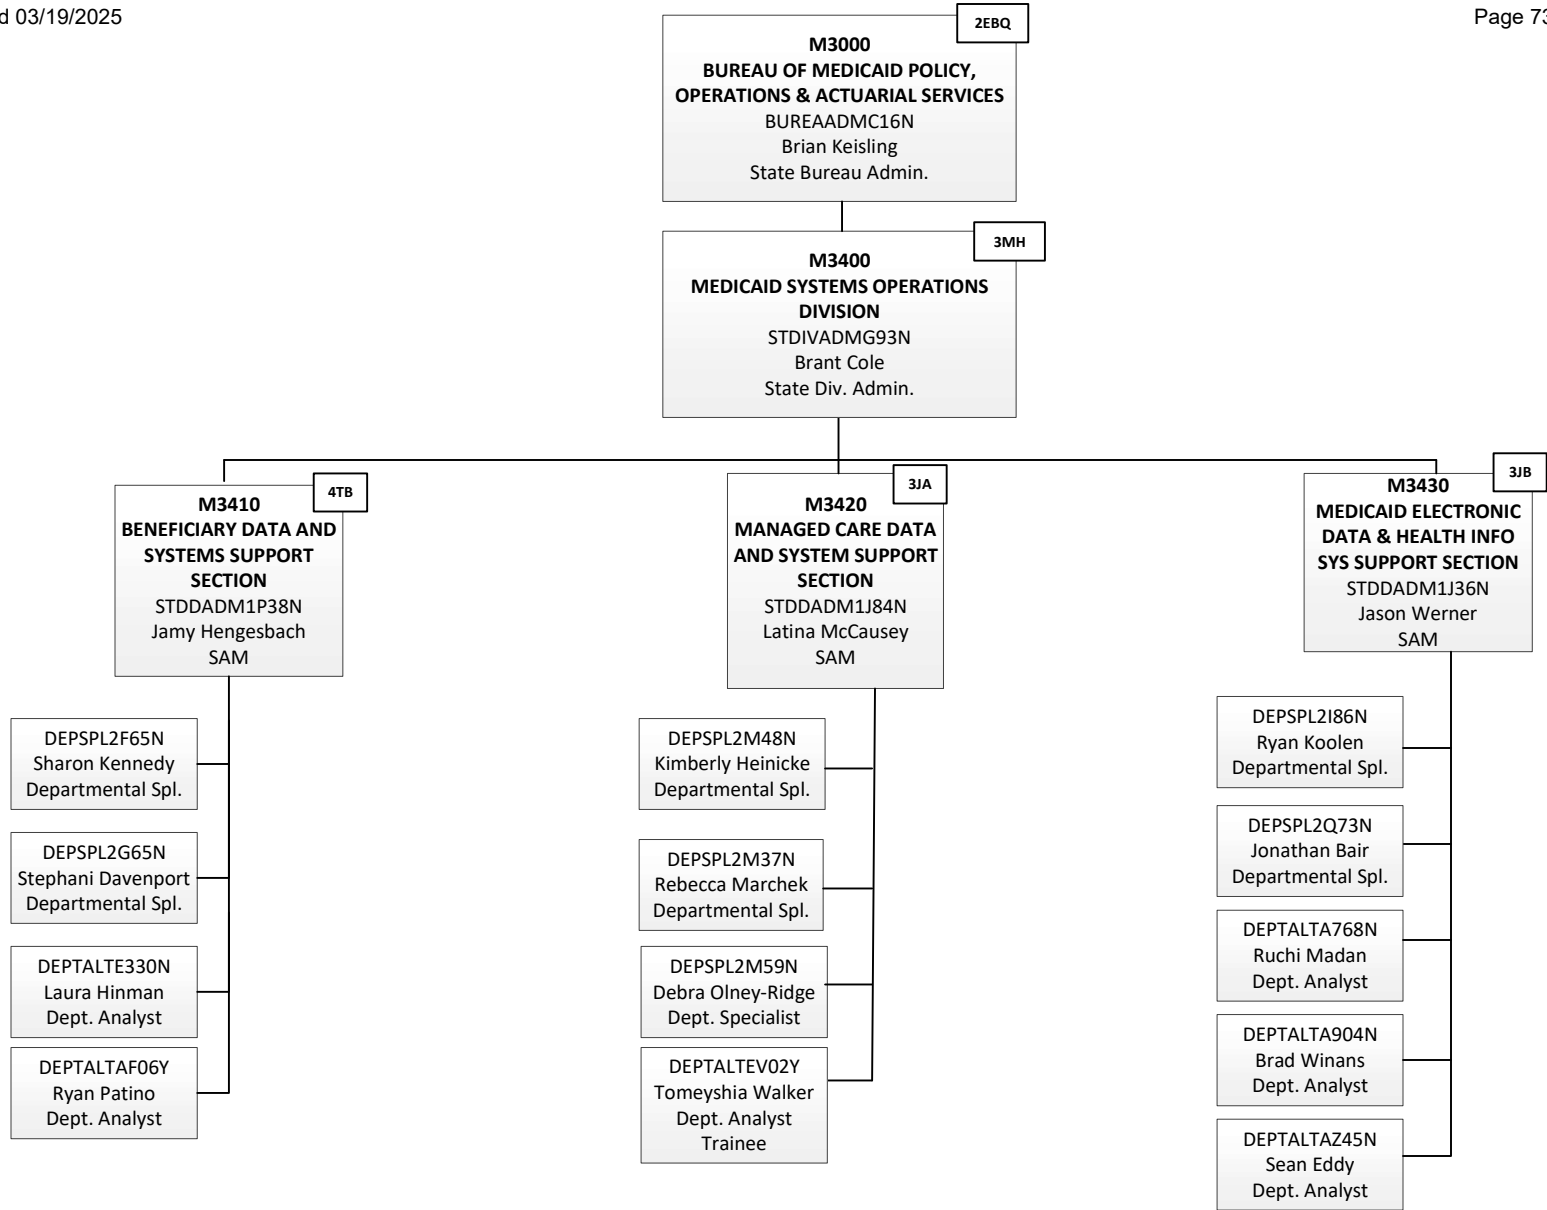 d 03/19/2025
Page 73
2EBQ
M3000
BUREAU OF MEDICAID POLICY,
OPERATIONS & ACTUARIAL SERVICES
BUREAADMC16N
Brian Keisling
State Bureau Admin.
3MH
M3400
MEDICAID SYSTEMS OPERATIONS
DIVISION
STDIVADMG93N
Brant Cole
State Div. Admin.
4TB
M3410
BENEFICIARY DATA AND
SYSTEMS SUPPORT
SECTION
STDDADM1P38N
Jamy Hengesbach
SAM
DEPSPL2F65N
Sharon Kennedy
Departmental Spl.
DEPSPL2G65N
Stephani Davenport
Departmental Spl.
DEPTALTE330N
Laura Hinman
Dept. Analyst
DEPTALTAF06Y
Ryan Patino
Dept. Analyst
3JA
M3420
MANAGED CARE DATA
AND SYSTEM SUPPORT
SECTION
STDDADM1J84N
Latina McCausey
SAM
DEPSPL2M48N
Kimberly Heinicke
Departmental Spl.
DEPSPL2M37N
Rebecca Marchek
Departmental Spl.
DEPSPL2M59N
Debra Olney-Ridge
Dept. Specialist
DEPTALTEV02Y
Tomeyshia Walker
Dept. Analyst
Trainee
3JB
M3430
MEDICAID ELECTRONIC
DATA & HEALTH INFO
SYS SUPPORT SECTION
STDDADM1J36N
Jason Werner
SAM
DEPSPL2I86N
Ryan Koolen
Departmental Spl.
DEPSPL2Q73N
Jonathan Bair
Departmental Spl.
DEPTALTA768N
Ruchi Madan
Dept. Analyst
DEPTALTA904N
Brad Winans
Dept. Analyst
DEPTALTAZ45N
Sean Eddy
Dept. Analyst